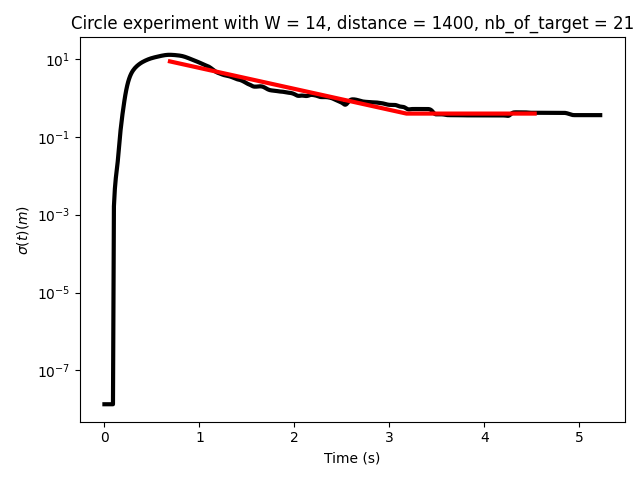 Circle experiment with W = 14, distance = 1400, nb_of_target = 21
10^1
10^-1
10^-3
10^-5
10^-7
σ(t)(m)
0 1 2 3 4 5
Time (s)